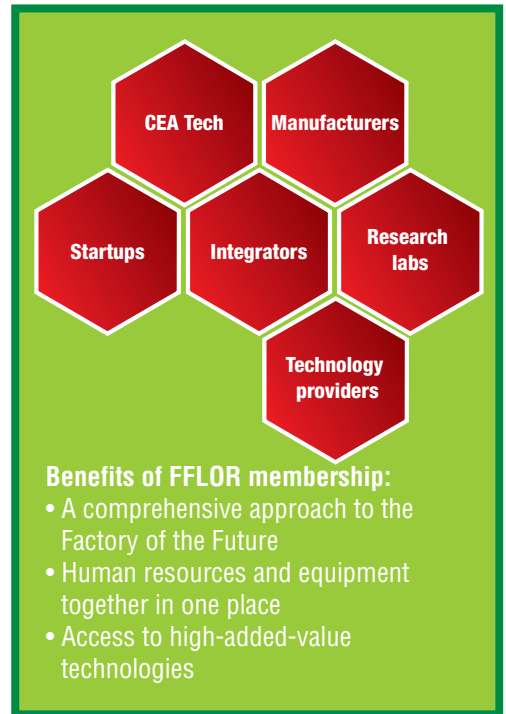 CEA Tech
Manufacturers
Startups
Integrators
Research
labs
Technology
providers
Benefits of FFLOR membership:
• A comprehensive approach to the
Factory of the Future
• Human resources and equipment
together in one place
• Access to high-added-value
technologies